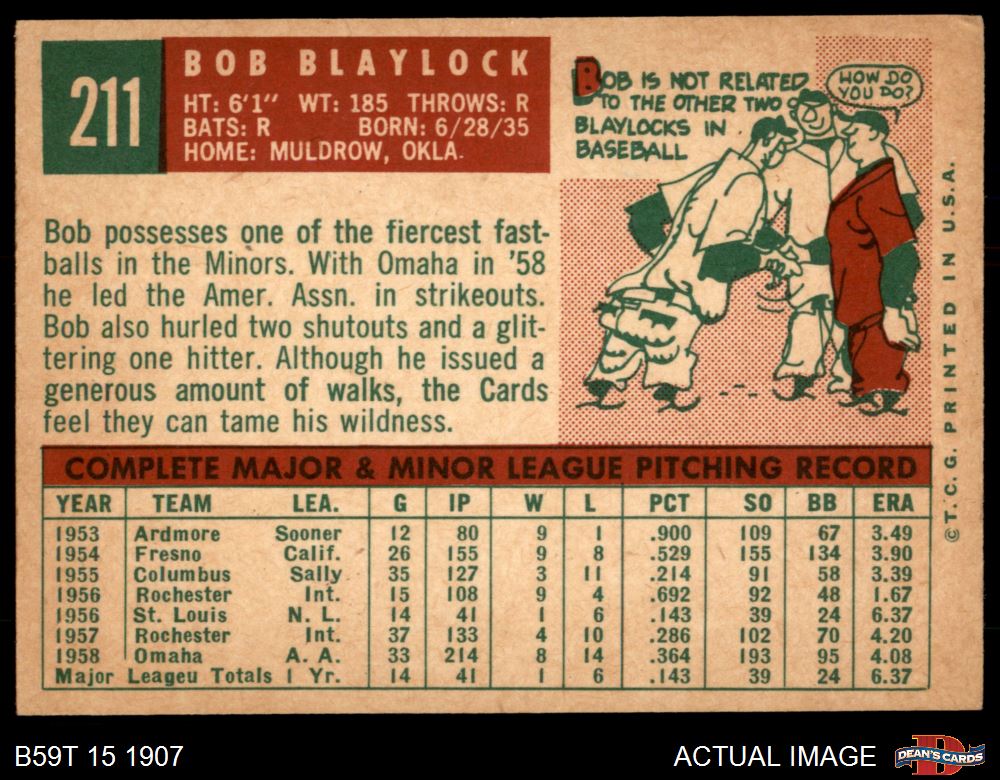 211
BOB BLAYLOCK
HT: 6'1" WT: 185 THROWS: R
BATS: R BORN: 6/28/35
HOME: MULDROW, OKLA.
BOB IS NOT RELATED
TO THE OTHER TWO
BLAYLOCKS IN
BASEBALL
HOW DO
YOU DO?
Bob possesses one of the fiercest fast-
balls in the Minors. With Omaha in '58
he led the Amer. Assn. in strikeouts.
Bob also hurled two shutouts and a glit-
tering one hitter. Although he issued a
generous amount of walks, the Cards
feel they can tame his wildness.
©T.C.G. PRINTED IN U.S.A.
COMPLETE MAJOR & MINOR LEAGUE PITCHING RECORD
YEAR TEAM LEA. G IP W L PCT SO BB ERA
1953 Ardmore Sooner 12 80 9 1 .900 109 67 3.49
1954 Fresno Calif. 26 155 9 8 .529 155 134 3.90
1955 Columbus Sally 35 127 3 11 .214 91 58 3.39
1956 Rochester Int. 15 108 9 4 .692 92 48 1.67
1956 St. Louis N. L. 14 41 1 6 .143 39 24 6.37
1957 Rochester Int. 37 133 4 10 .286 102 70 4.20
1958 Omaha A. A. 33 214 8 14 .364 193 95 4.08
Major Leageu Totals 1 Yr. 14 41 1 6 .143 39 24 6.37
B59T 15 1907
ACTUAL IMAGE
DEAN'S CARDS